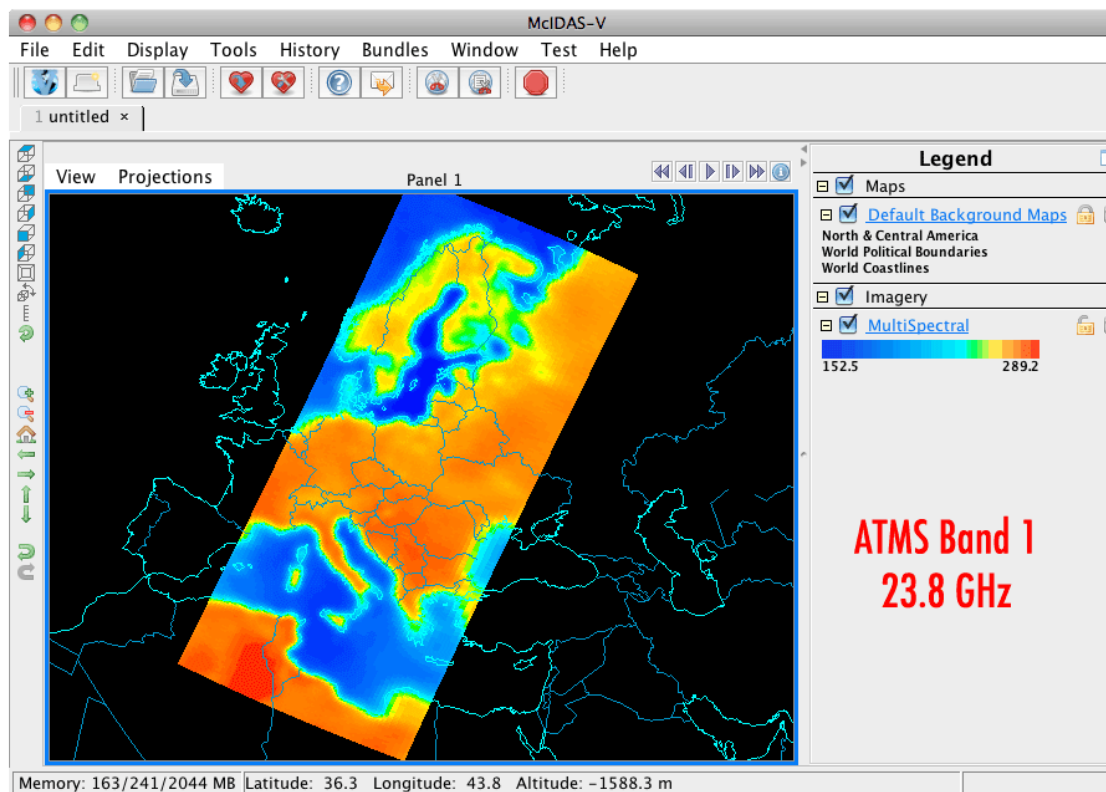 McIDAS-V
File Edit Display Tools History Bundles Window Test Help
1 untitled ×
View Projections
Panel 1
Legend
Maps
Default Background Maps
North & Central America
World Political Boundaries
World Coastlines
Imagery
MultiSpectral
152.5 289.2
ATMS Band 1
23.8 GHz
Memory: 163/241/2044 MB Latitude: 36.3 Longitude: 43.8 Altitude: -1588.3 m